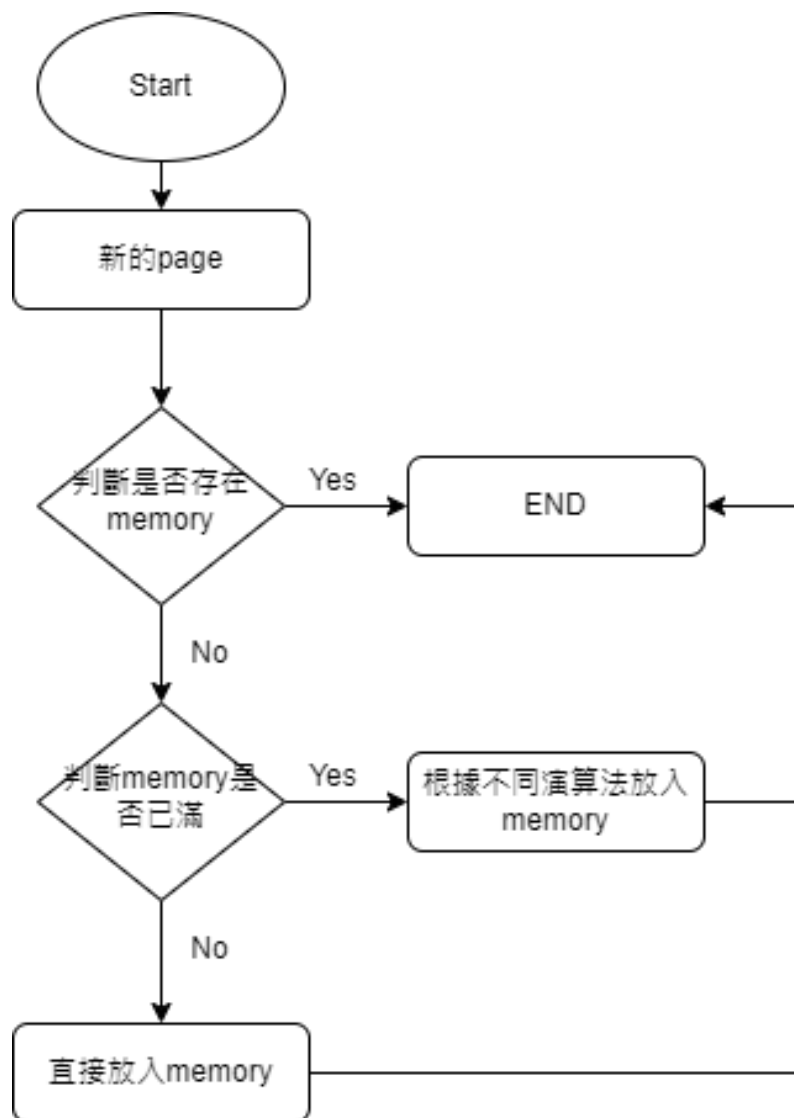 Start
新的page
判斷是否存在
memory
Yes
END
No
判斷memory是
否已滿
Yes
根據不同演算法放入
memory
No
直接放入memory